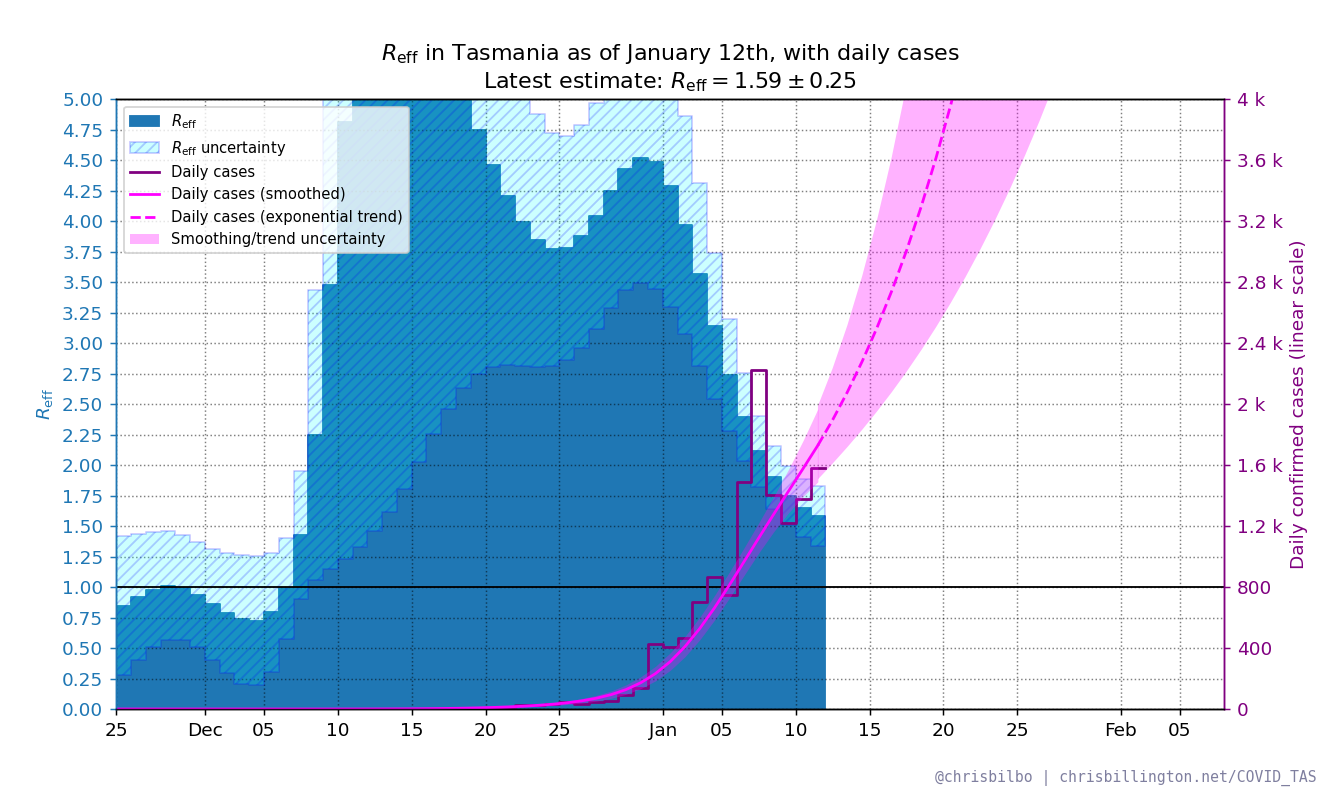 Reff in Tasmania as of January 12th, with daily cases
Latest estimate: Reff = 1.59 ± 0.25
Reff
Reff uncertainty
Daily cases
Daily cases (smoothed)
Daily cases (exponential trend)
Smoothing/trend uncertainty
5.00
4.75
4.50
4.25
4.00
3.75
3.50
3.25
3.00
2.75
2.50
2.25
2.00
1.75
1.50
1.25
1.00
0.75
0.50
0.25
0.00
Reff
4 k
3.6 k
3.2 k
2.8 k
2.4 k
2 k
1.6 k
1.2 k
800
400
0
Daily confirmed cases (linear scale)
25 Dec 05 10 15 20 25 Jan 05 10 15 20 25 Feb 05
@chrisbilbo | chrisbillington.net/COVID_TAS